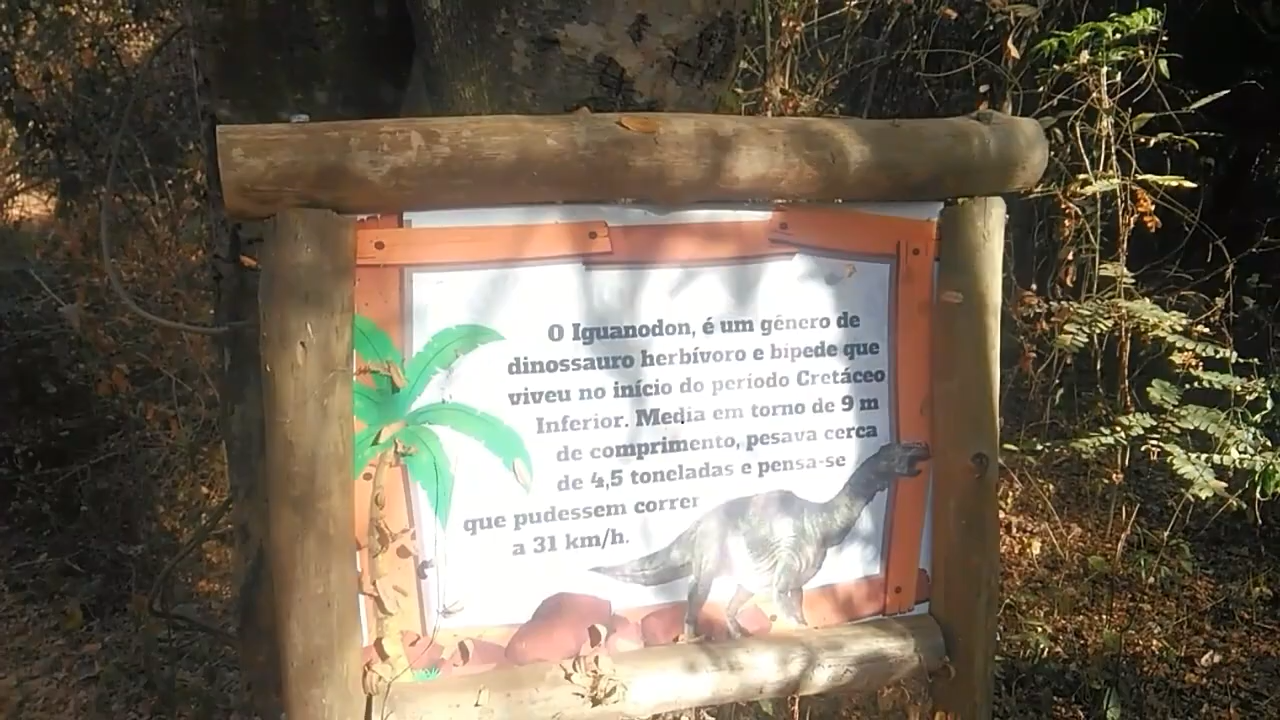 O Iguanodon, é um gênero de
dinossauro herbívoro e bípede que
viveu no início do período Cretáceo
Inferior. Media em torno de 9 m
de comprimento, pesava cerca
de 4,5 toneladas e pensa-se
que pudessem correr
a 31 km/h.